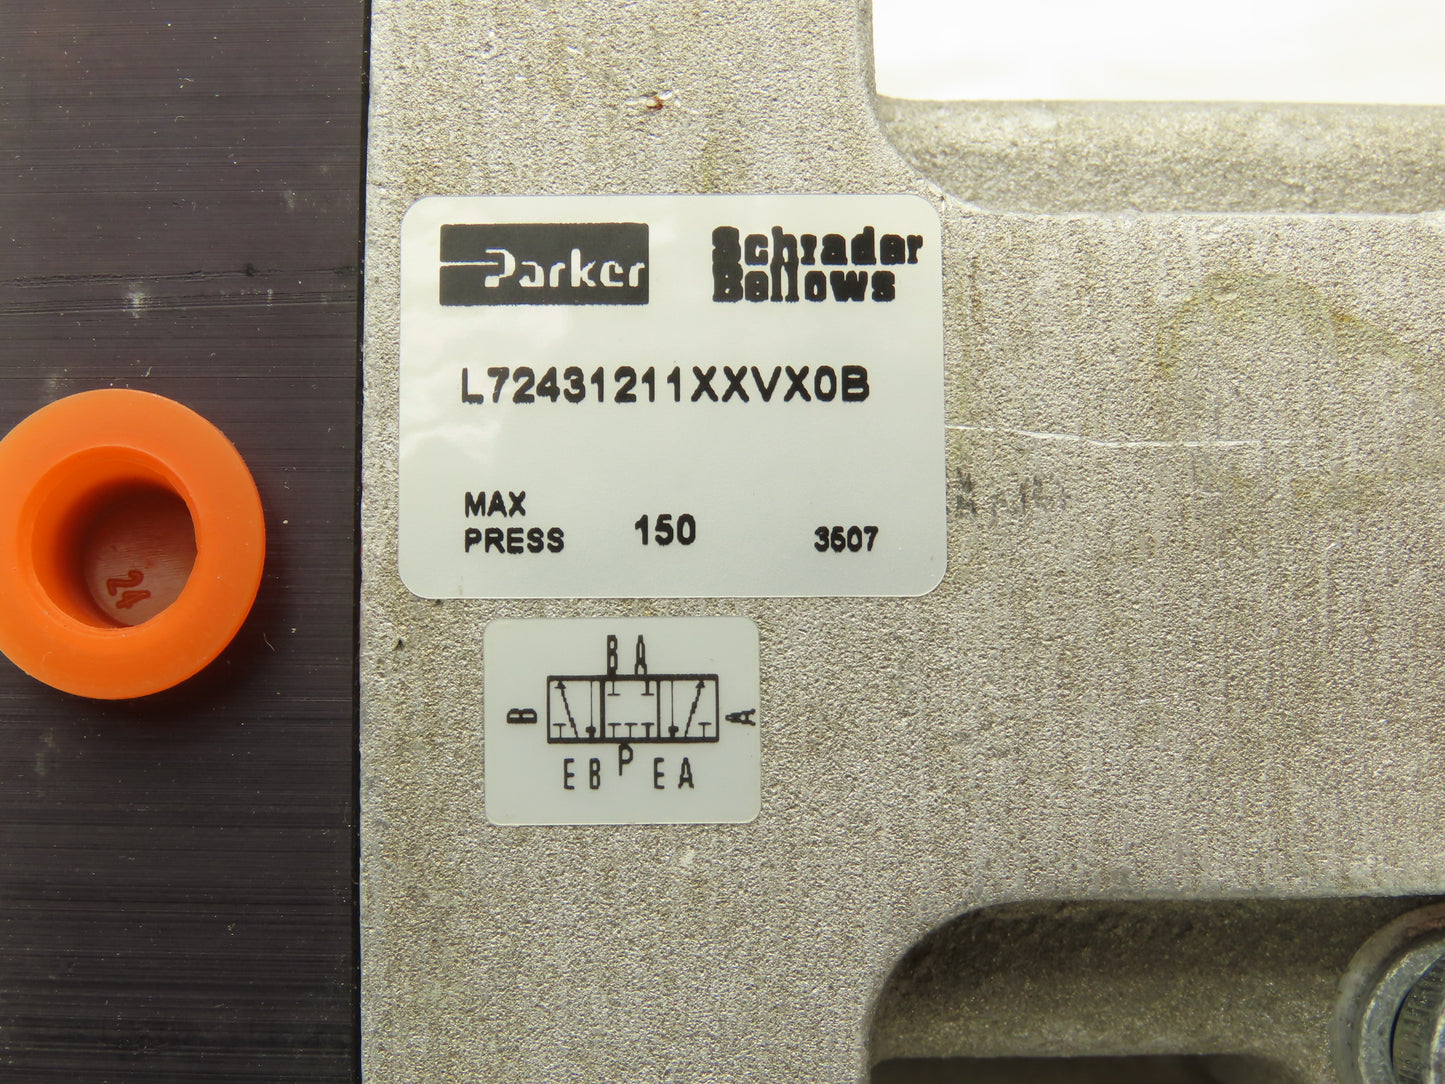 Parker
Schrader
Bellows
L72431211XXVX0B
MAX
PRESS 150 3507
B A
B A
EB P EA
24